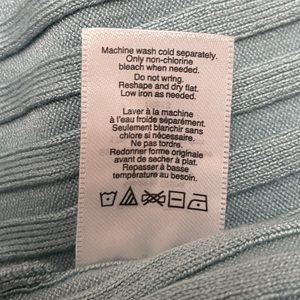 Machine wash cold separately.
Only non-chlorine
bleach when needed.
Do not wring.
Reshape and dry flat.
Low iron as needed.
Laver à la machine
à l'eau froide séparément.
Seulement blanchir sans
chlore si nécessaire.
Ne pas tordre.
Redonner forme originale
avant de secher à plat.
Repasser à basse
température au besoin.